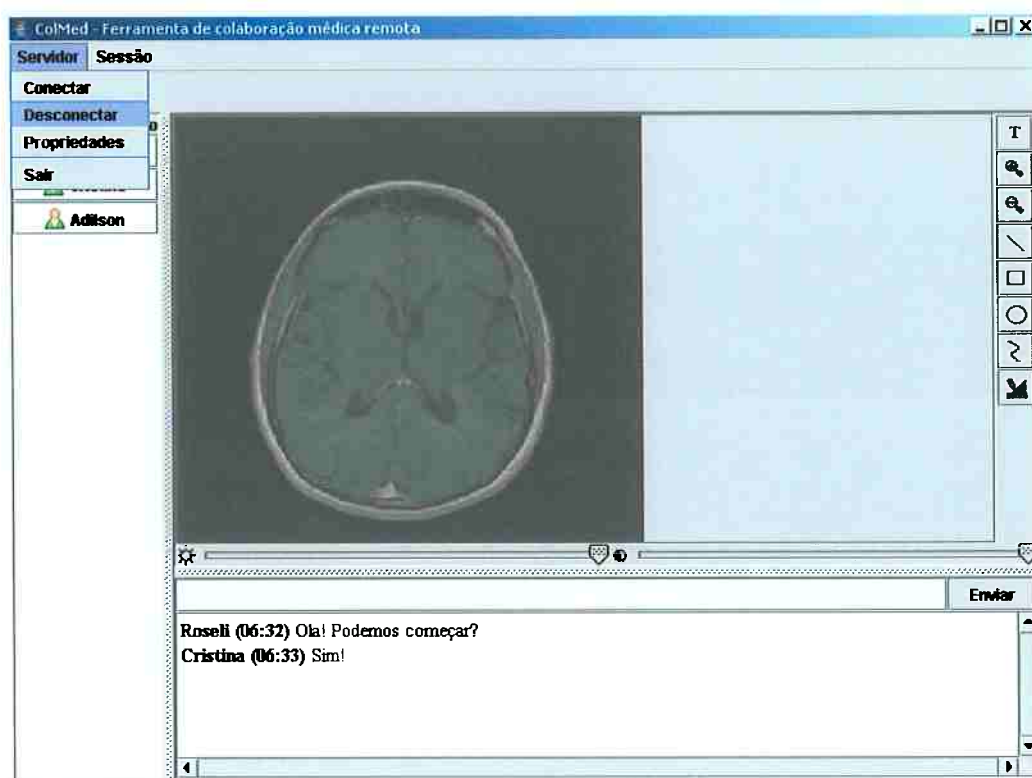 ColMed - Ferramenta de colaboração médica remota
Servidor Sessão
Conectar
Desconectar
Propriedades
Sair
Adilson
T
Enviar
Roseli (06:32) Ola! Podemos começar?
Cristina (06:33) Sim!